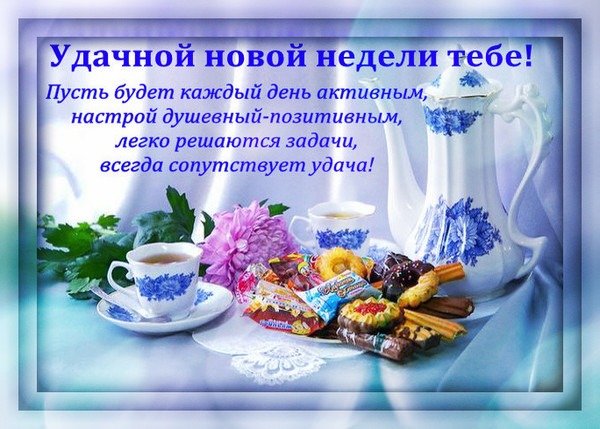 Удачной новой недели тебе!
Пусть будет каждый день активным,
настрой душевный-позитивным,
легко решаются задачи,
всегда сопутствует удача!